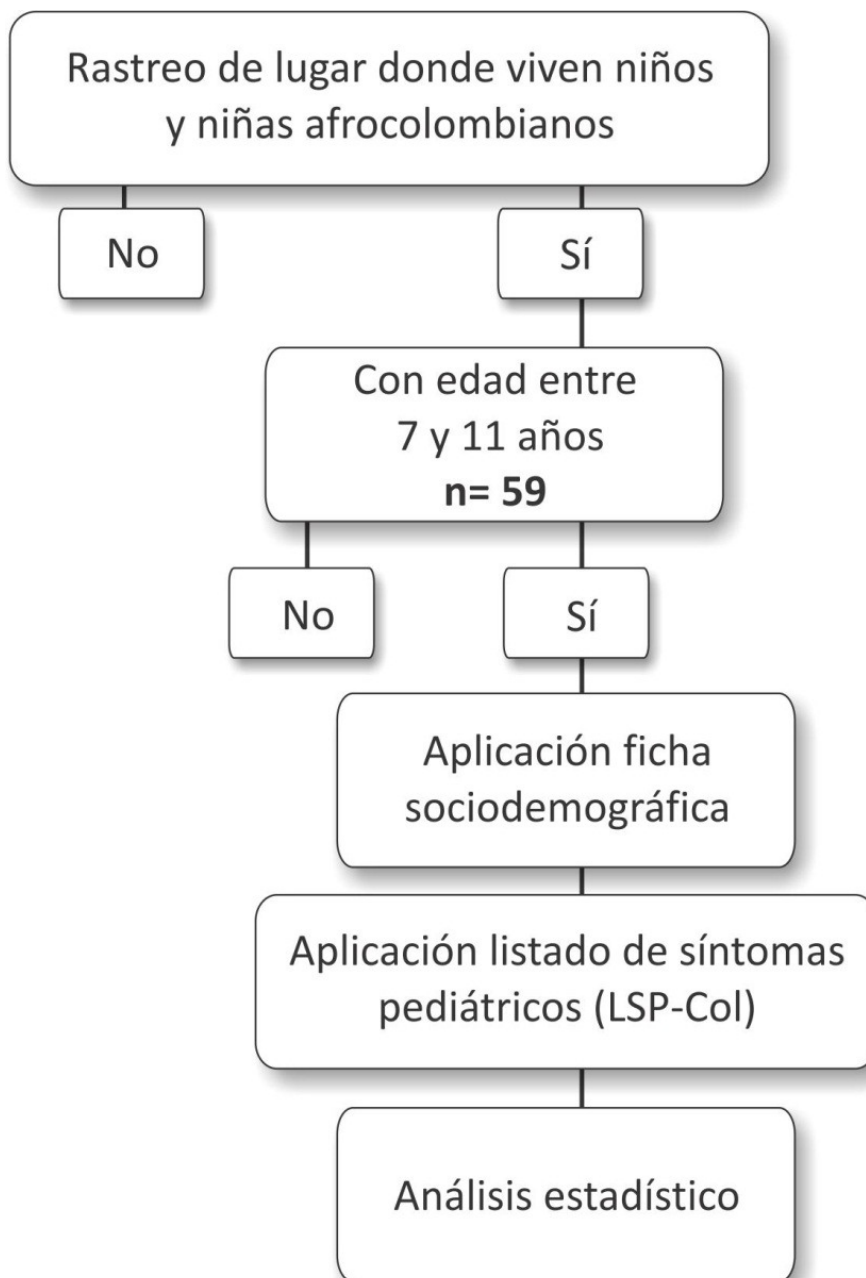 Rastreo de lugar donde viven niños
y niñas afrocolombianos
No
Sí
Con edad entre
7 y 11 años
n= 59
No
Sí
Aplicación ficha
sociodemográfica
Aplicación listado de síntomas
pediátricos (LSP-Col)
Análisis estadístico